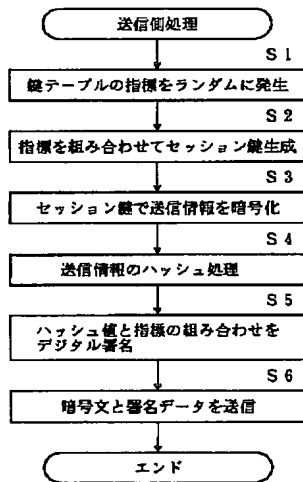 送信側処理
S1
鍵テーブルの指標をランダムに発生
S2
指標を組み合わせてセッション鍵生成
S3
セッション鍵で送信情報を暗号化
S4
送信情報のハッシュ処理
S5
ハッシュ値と指標の組み合わせを
デジタル署名
S6
暗号文と署名データを送信
エンド